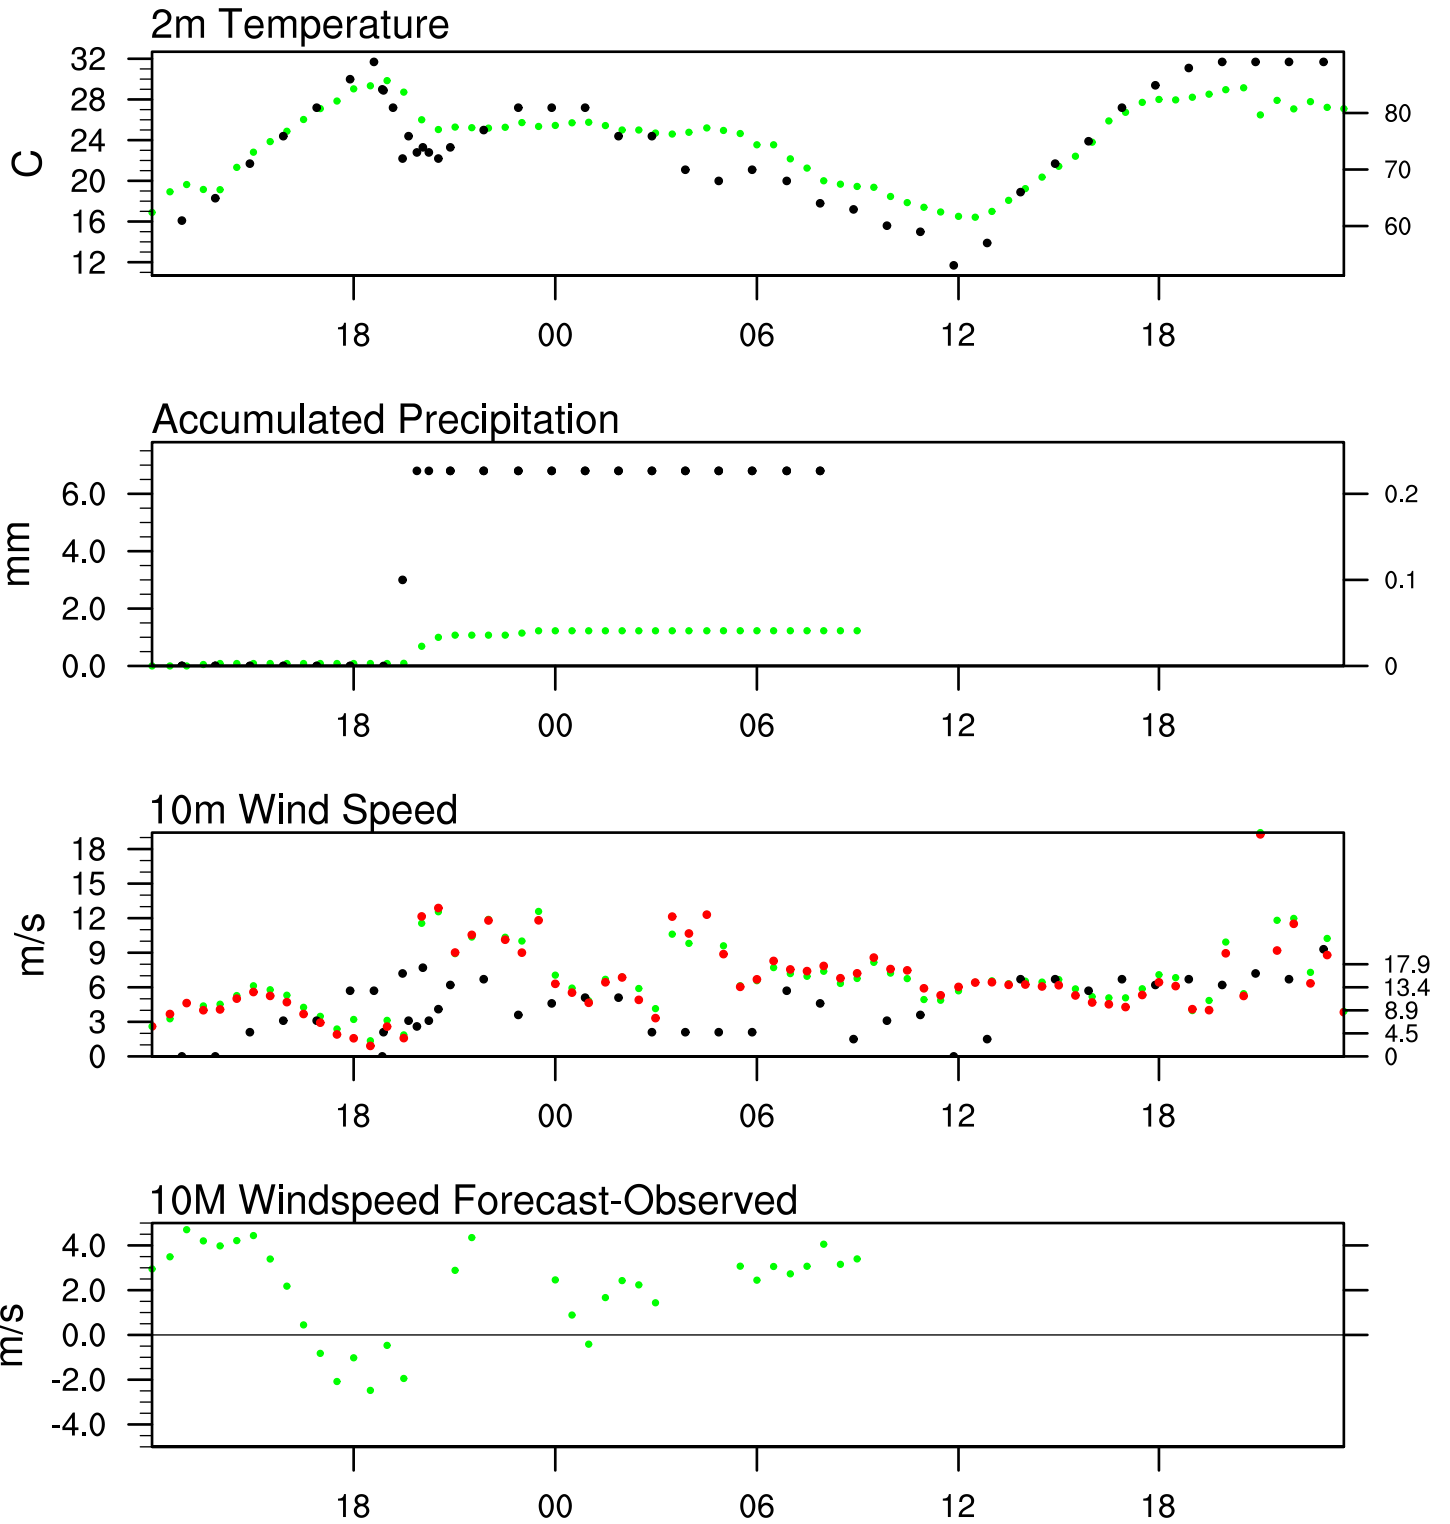 2m Temperature
32
28
24
20
16
12
C
80
70
60
18 00 06 12 18
Accumulated Precipitation
6.0
4.0
2.0
0.0
mm
0.2
0.1
0
18 00 06 12 18
10m Wind Speed
18
15
12
9
6
3
0
m/s
17.9
13.4
8.9
4.5
0
18 00 06 12 18
10M Windspeed Forecast-Observed
4.0
2.0
0.0
-2.0
-4.0
m/s
18 00 06 12 18